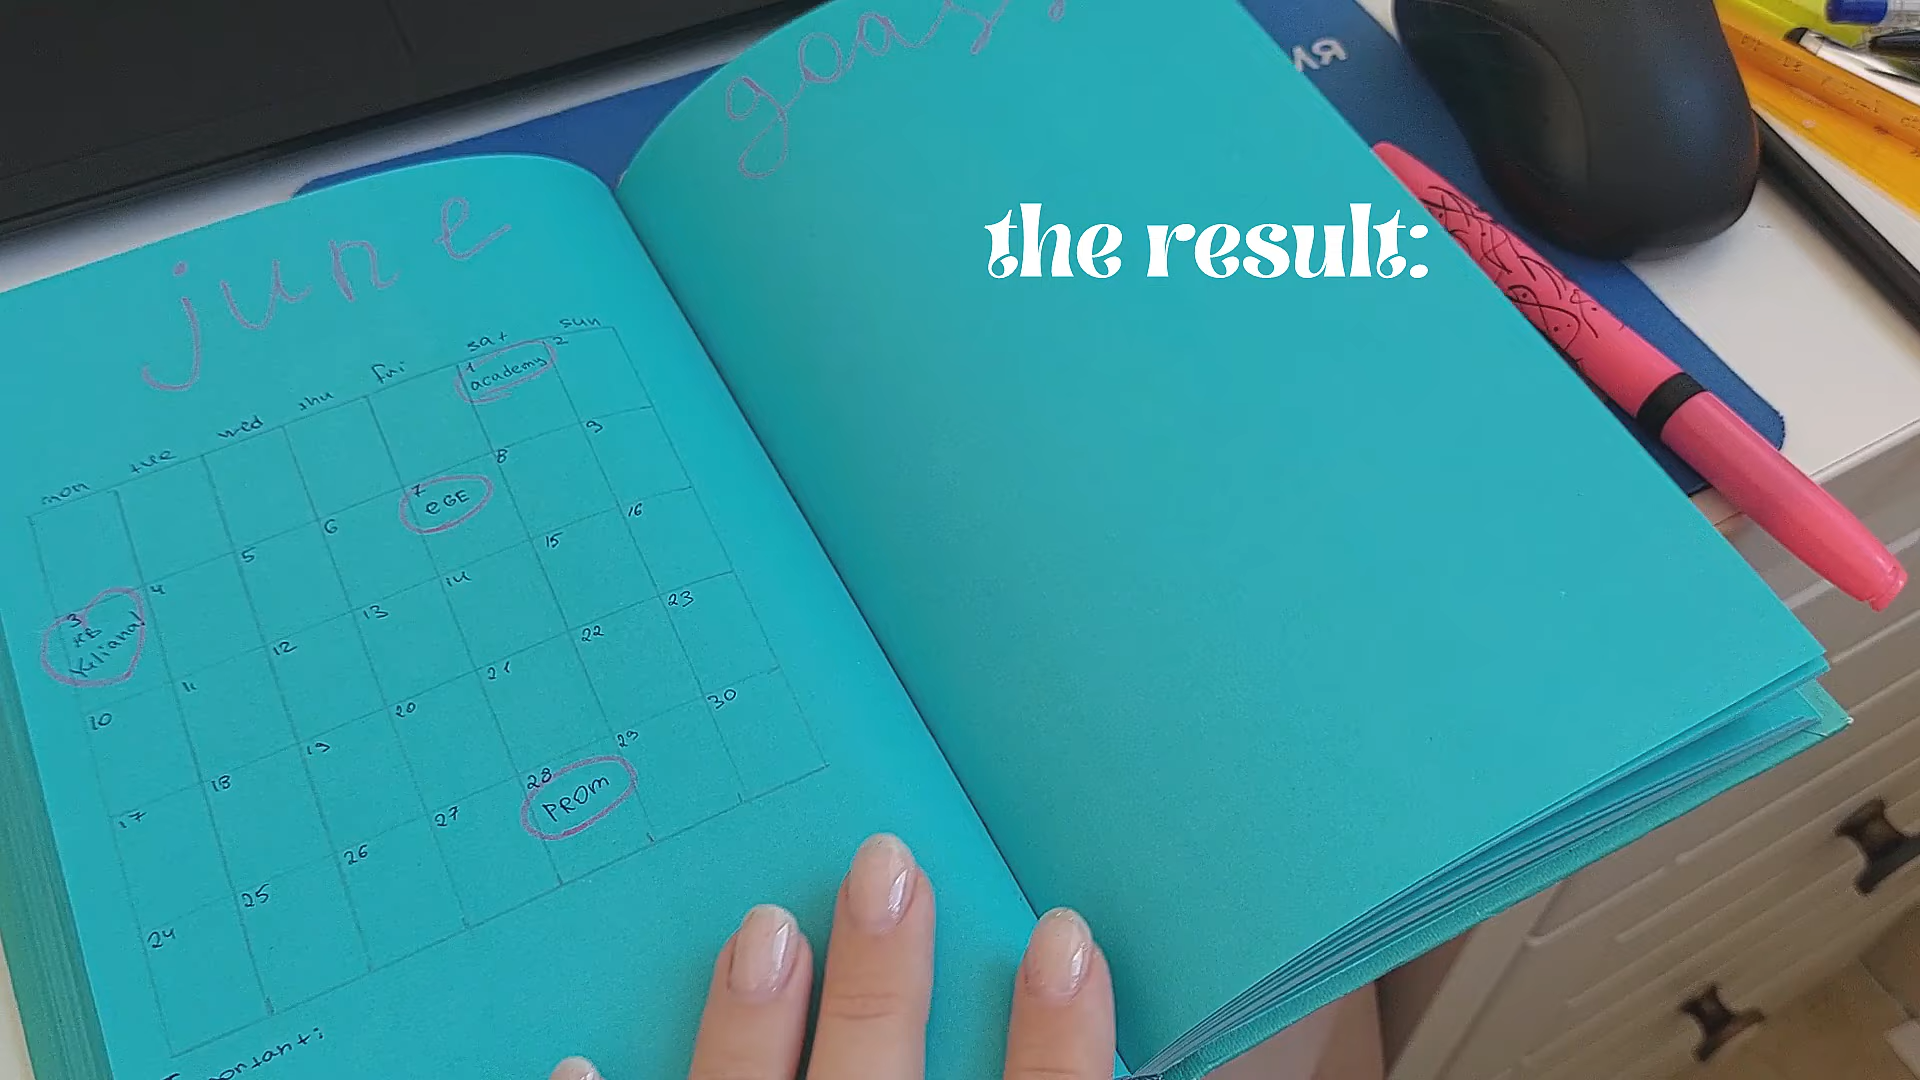 june
mon tue wed thu fri sat sun
1 academy 2
3 4 5 6 7 EGE 8 9
10 11 12 13 14 15 16
17 18 19 20 21 22 23
24 25 26 27 28 PROM 29 30
goals
the result: